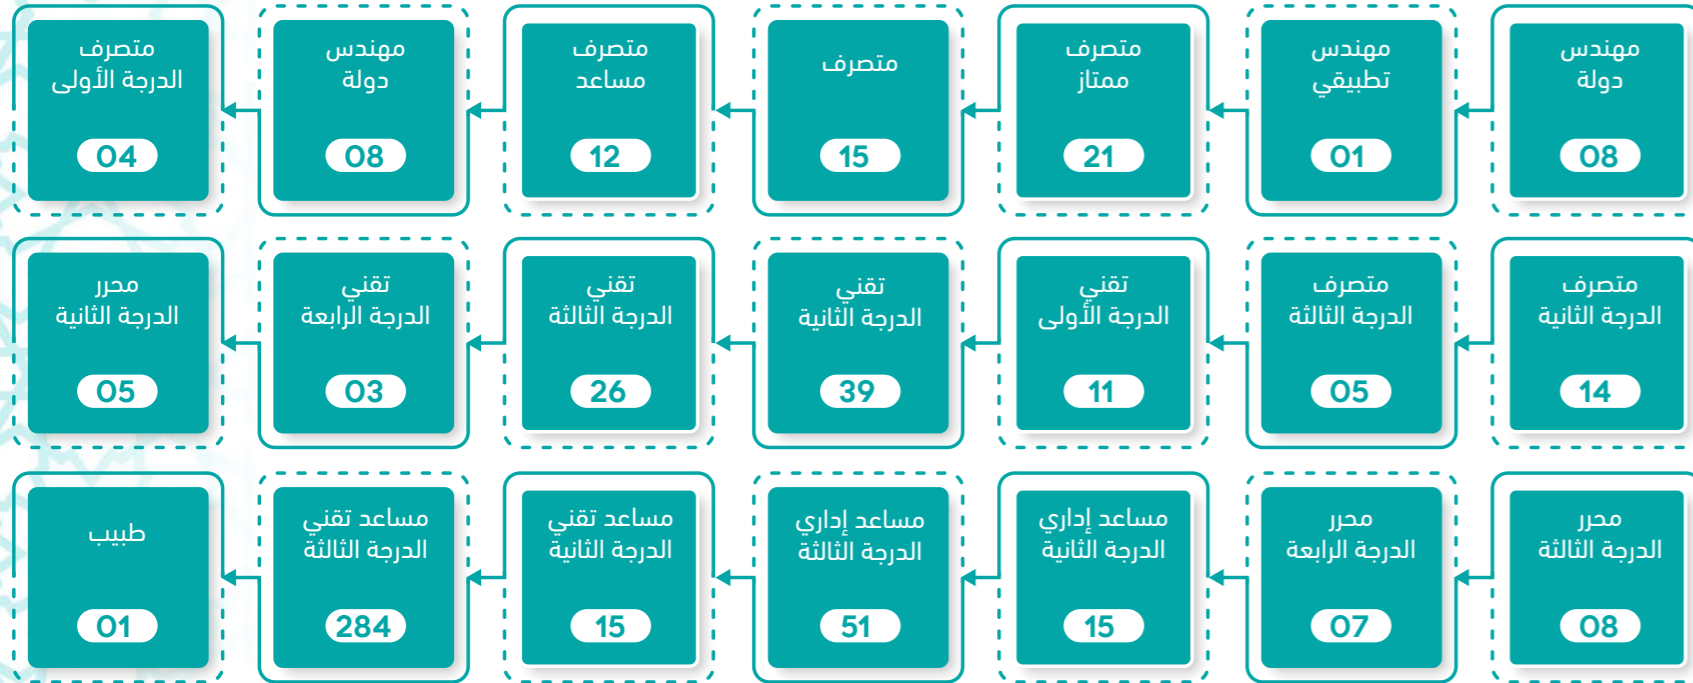 مهندس
دولة
08
مهندس
تطبيقي
01
متصرف
ممتاز
21
متصرف
15
متصرف
مساعد
12
مهندس
دولة
08
متصرف
الدرجة الأولى
04
متصرف
الدرجة الثانية
14
متصرف
الدرجة الثالثة
05
تقني
الدرجة الأولى
11
تقني
الدرجة الثانية
39
تقني
الدرجة الثالثة
26
تقني
الدرجة الرابعة
03
محرر
الدرجة الثانية
05
محرر
الدرجة الثالثة
08
محرر
الدرجة الرابعة
07
مساعد إداري
الدرجة الثانية
15
مساعد إداري
الدرجة الثالثة
51
مساعد تقني
الدرجة الثانية
15
مساعد تقني
الدرجة الثالثة
284
طبيب
01